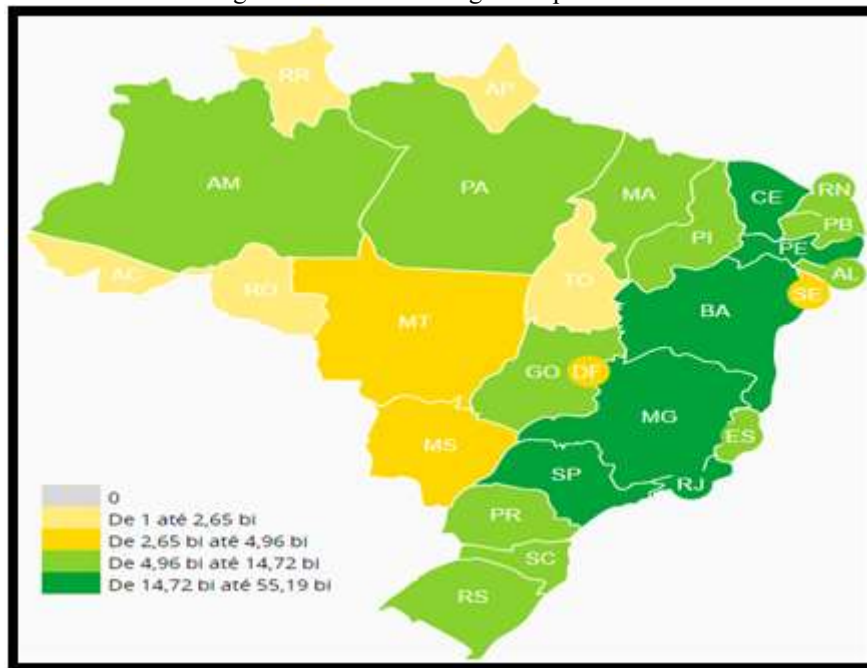 RR
AP
AM
PA
MA
CE
RN
PI
PB
PE
AC
RO
TO
AL
SE
MT
BA
GO
DF
MG
MS
ES
SP
RJ
PR
SC
RS
0
De 1 até 2,65 bi
De 2,65 bi até 4,96 bi
De 4,96 bi até 14,72 bi
De 14,72 bi até 55,19 bi